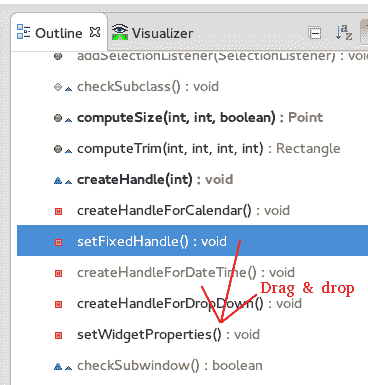 Outline Visualizer
addSelectionListener(SelectionListener) : void
checkSubclass() : void
computeSize(int, int, boolean) : Point
computeTrim(int, int, int, int) : Rectangle
createHandle(int) : void
createHandleForCalendar() : void
setFixedHandle() : void
createHandleForDateTime() : void
Drag & drop
createHandleForDropDown() : void
setWidgetProperties() : void
checkSubwindow() : boolean